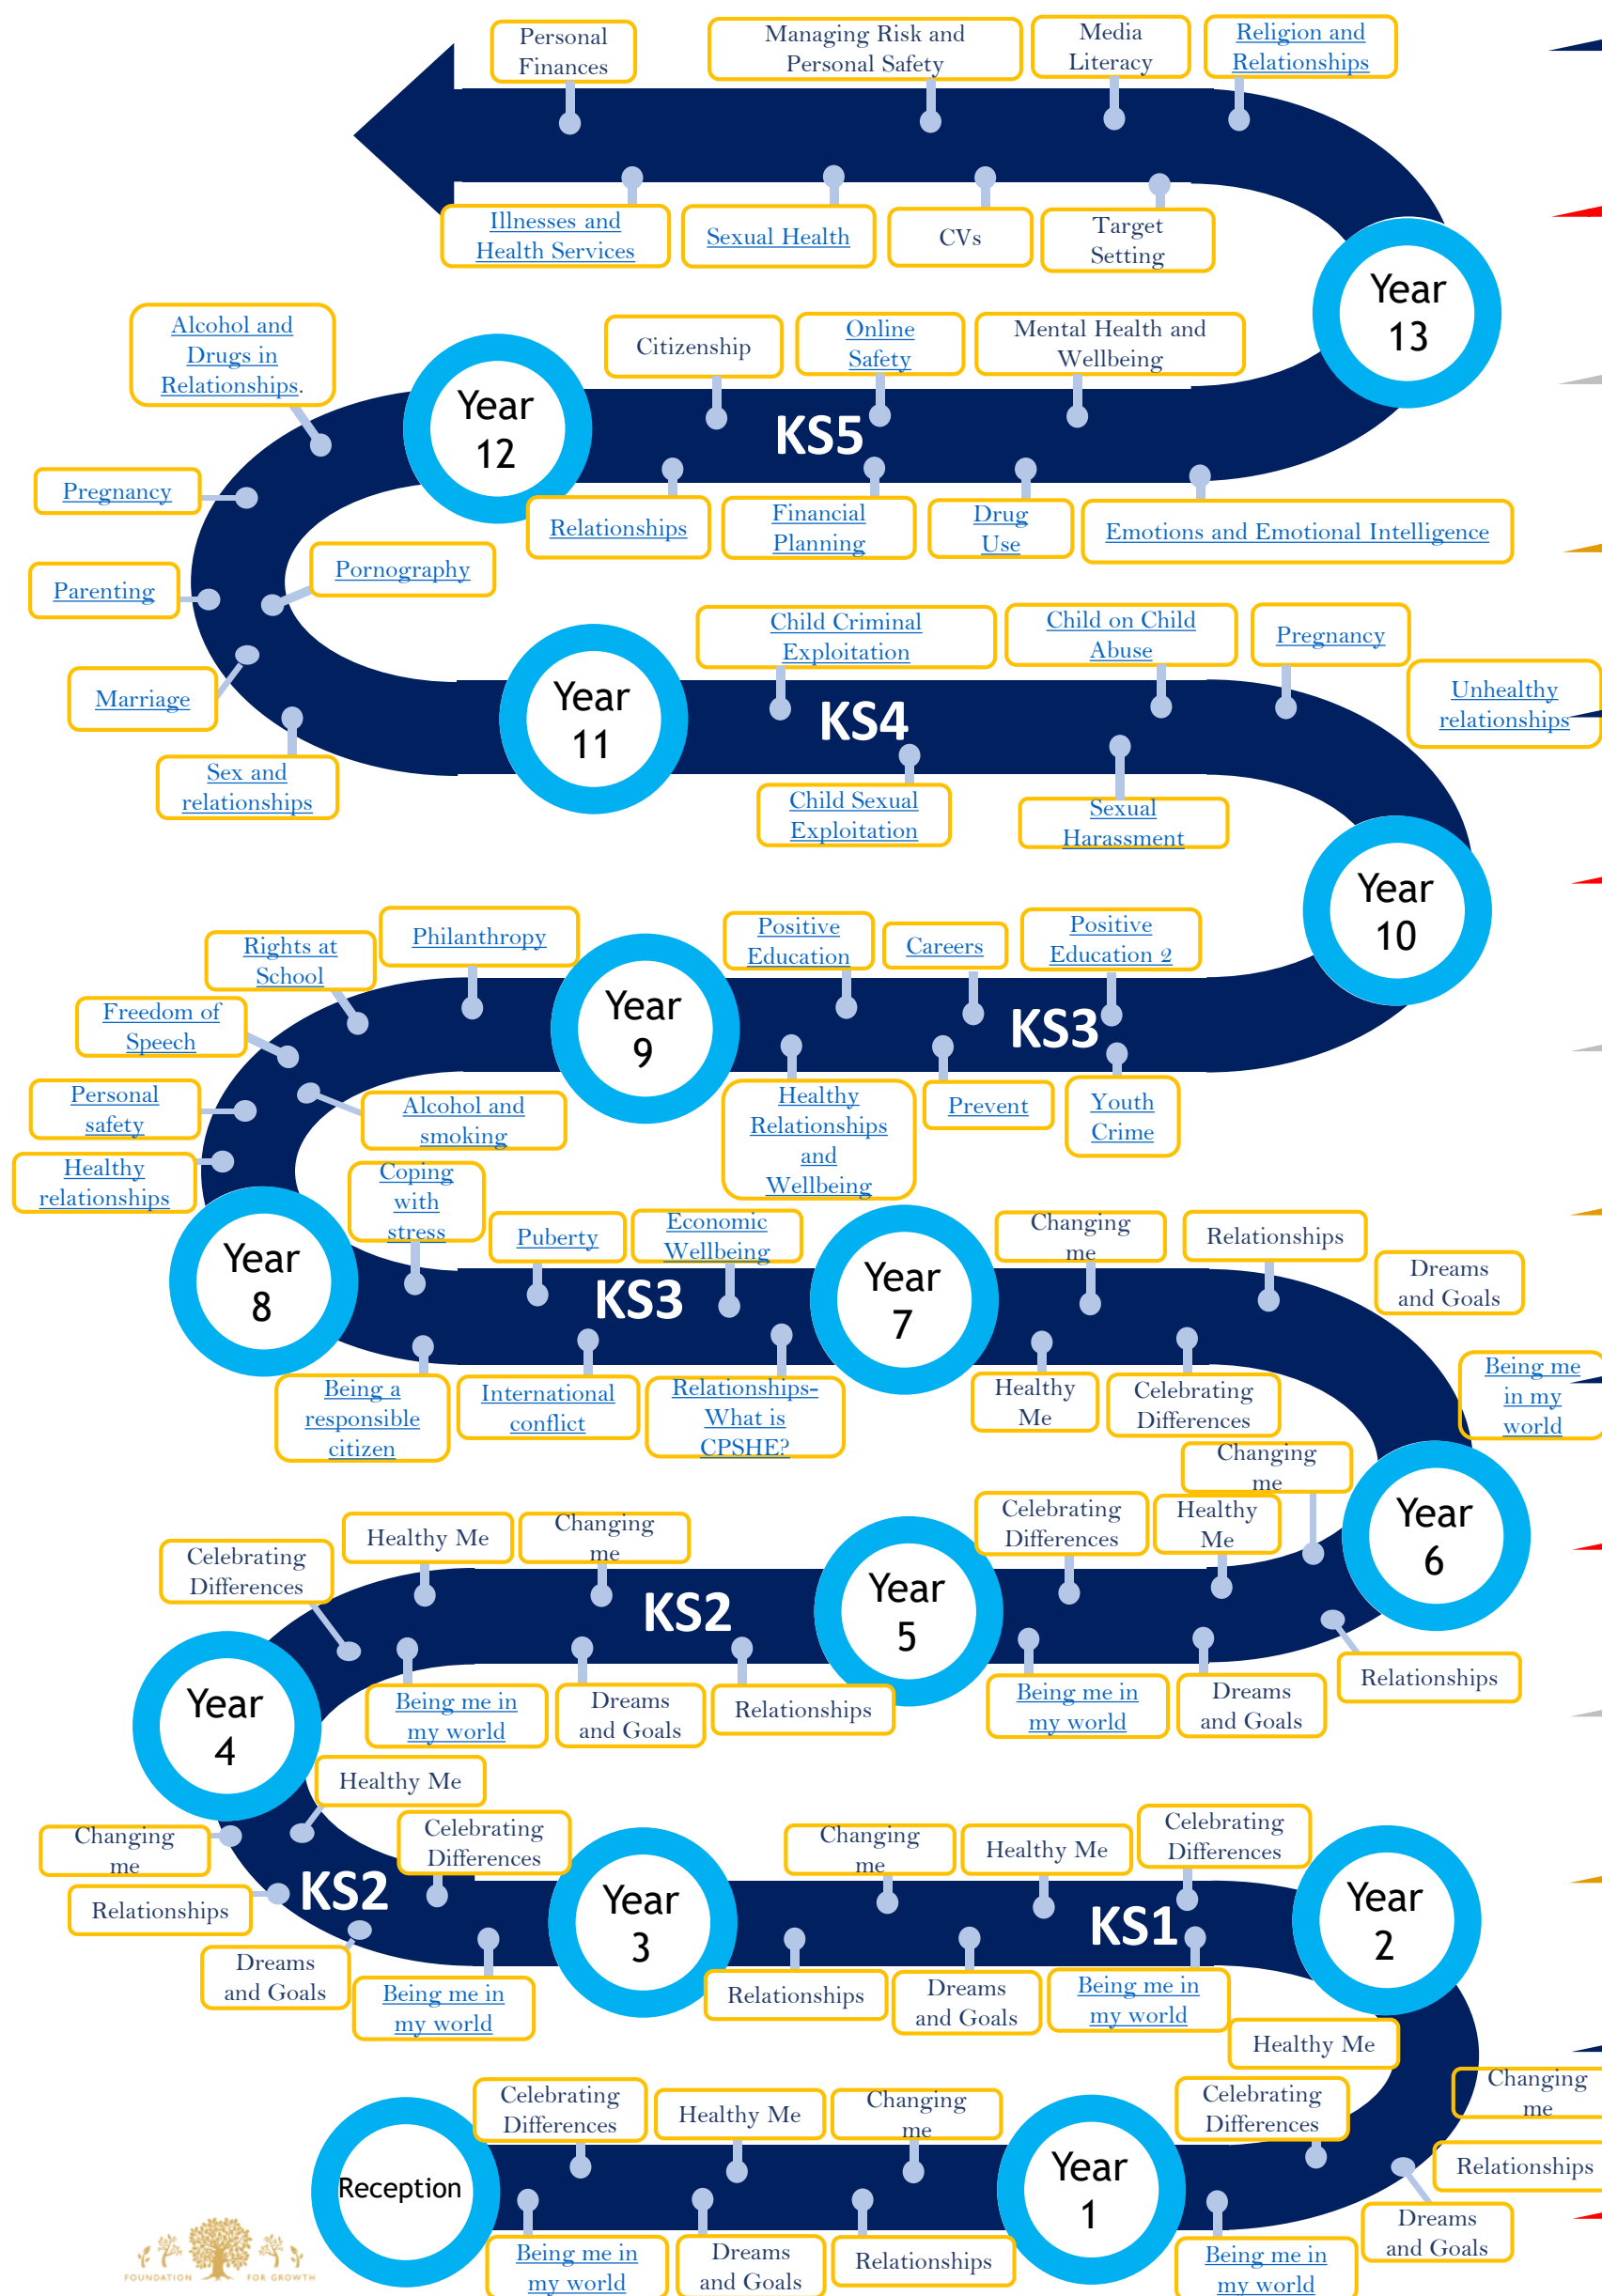 Personal
Finances
Managing Risk and
Personal Safety
Media
Literacy
Religion and
Relationships
Illnesses and
Health Services
Sexual Health
CVs
Target
Setting
Year
13
Alcohol and
Drugs in
Relationships.
Year
12
Citizenship
Online
Safety
Mental Health and
Wellbeing
KS5
Pregnancy
Relationships
Financial
Planning
Drug
Use
Emotions and Emotional Intelligence
Parenting
Pornography
Marriage
Sex and
relationships
Year
11
Child Criminal
Exploitation
Child on Child
Abuse
Pregnancy
Unhealthy
relationships
KS4
Child Sexual
Exploitation
Sexual
Harassment
Year
10
Philanthropy
Rights at
School
Freedom of
Speech
Personal
safety
Healthy
relationships
Alcohol and
smoking
Year
9
Positive
Education
Careers
Positive
Education 2
KS3
Healthy
Relationships
and
Wellbeing
Prevent
Youth
Crime
Year
8
Coping
with
stress
Puberty
Economic
Wellbeing
KS3
Being a
responsible
citizen
International
conflict
Relationships-
What is
CPSHE?
Year
7
Changing
me
Relationships
Dreams
and Goals
Healthy
Me
Celebrating
Differences
Being me
in my
world
Year
6
Changing
me
Celebrating
Differences
Healthy
Me
Being me in
my world
Dreams
and Goals
Relationships
Year
5
Celebrating
Differences
Healthy Me
Changing
me
KS2
Being me in
my world
Dreams
and Goals
Relationships
Year
4
Healthy Me
Changing
me
Celebrating
Differences
Relationships
KS2
Dreams
and Goals
Being me in
my world
Year
3
Changing
me
Healthy Me
Celebrating
Differences
KS1
Relationships
Dreams
and Goals
Being me in
my world
Year
2
Healthy Me
Changing
me
Celebrating
Differences
Relationships
Dreams
and Goals
Being me in
my world
Year
1
Celebrating
Differences
Healthy Me
Changing
me
Reception
Being me in
my world
Dreams
and Goals
Relationships
FOUNDATION FOR GROWTH